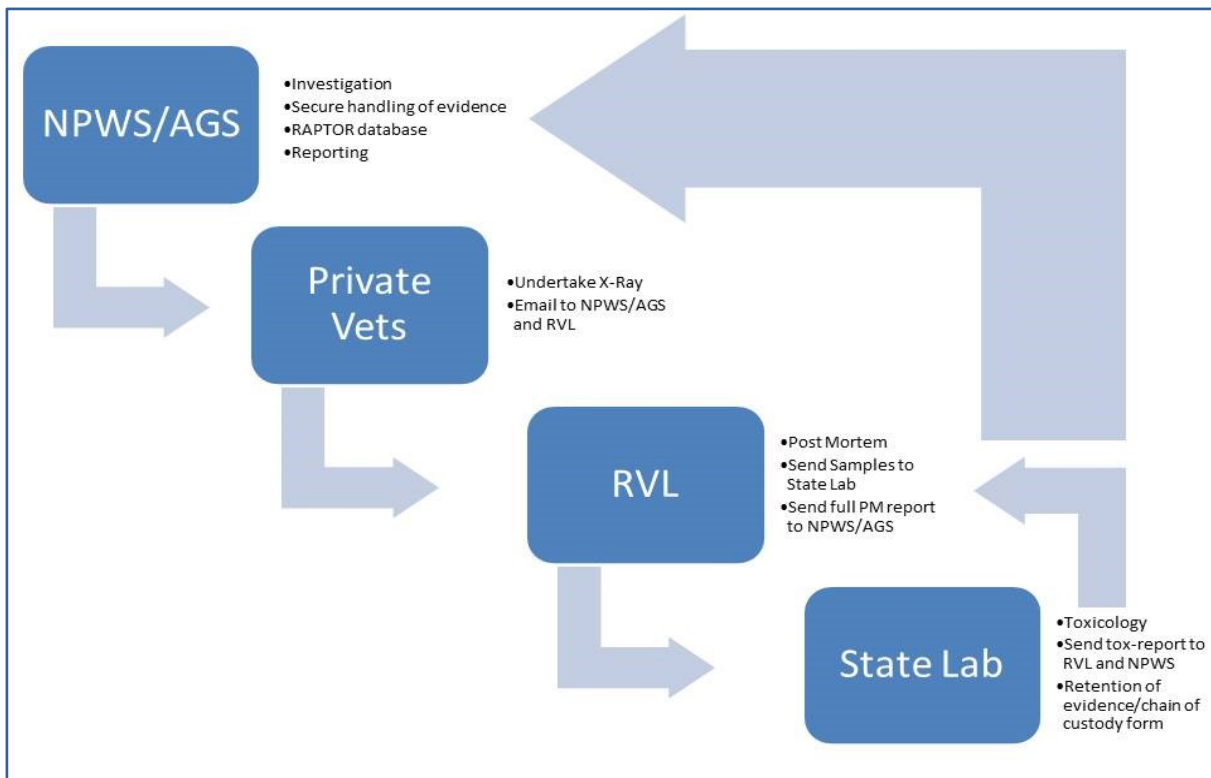 NPWS/AGS
•Investigation
•Secure handling of evidence
•RAPTOR database
•Reporting
Private
Vets
•Undertake X-Ray
•Email to NPWS/AGS
and RVL
RVL
•Post Mortem
•Send Samples to
State Lab
•Send full PM report
to NPWS/AGS
State Lab
•Toxicology
•Send tox-report to
RVL and NPWS
•Retention of
evidence/chain of
custody form